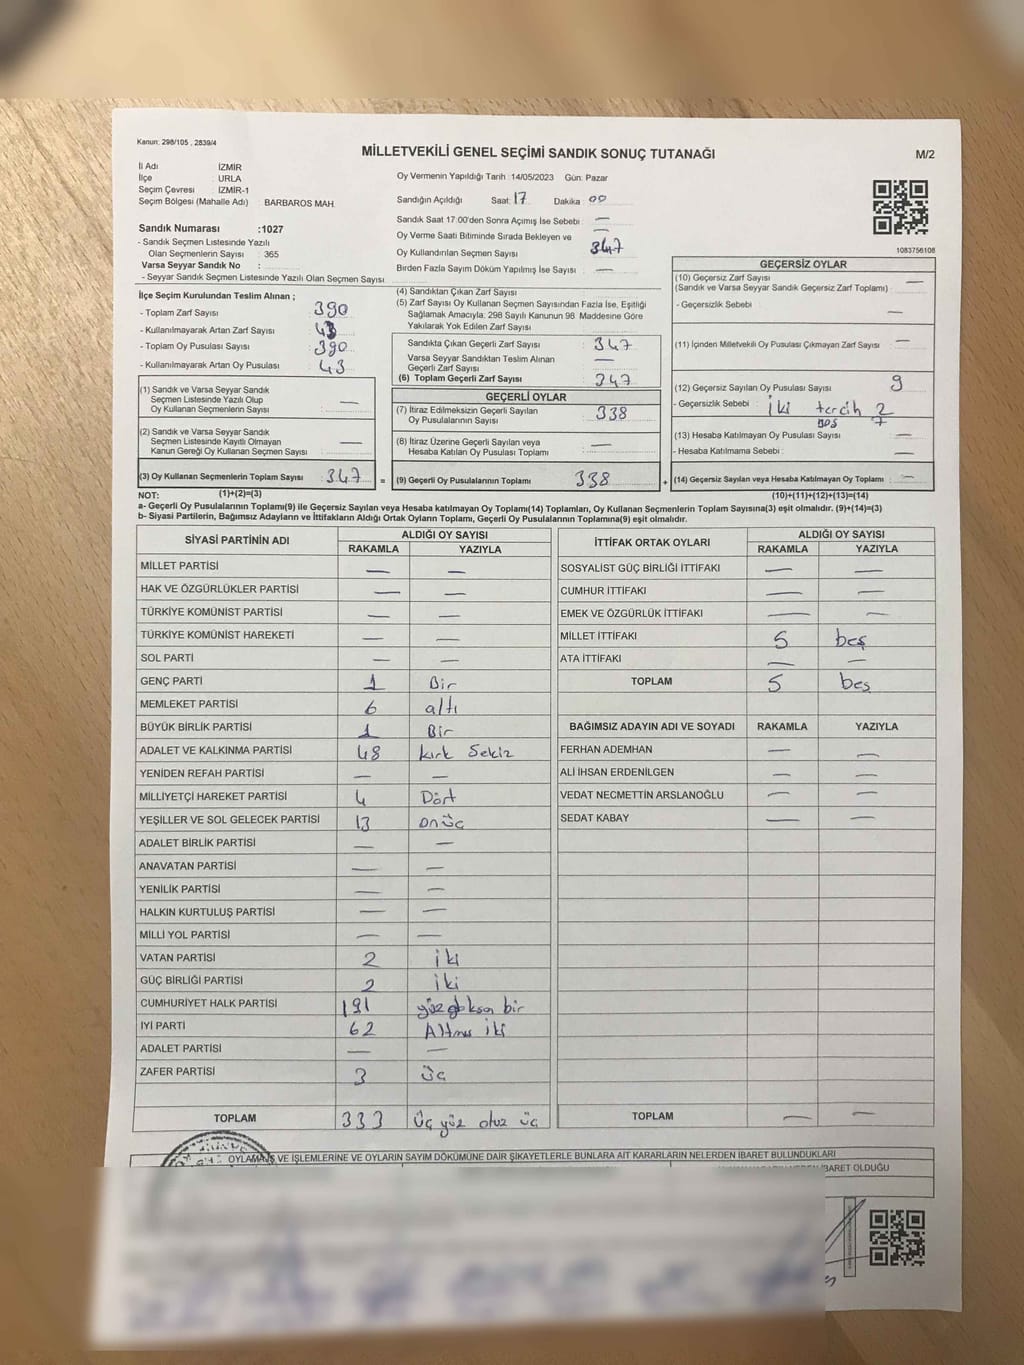 Kanun: 298/105 , 2839/4
MİLLETVEKİLİ GENEL SEÇİMİ SANDIK SONUÇ TUTANAĞI
M/2
İl Adı İZMİR
İlçe URLA
Seçim Çevresi : İZMİR-1
Seçim Bölgesi (Mahalle Adı) BARBAROS MAH.
Sandık Numarası :1027
- Sandık Seçmen Listesinde Yazılı
Olan Seçmenlerin Sayısı : 365
Varsa Seyyar Sandık No :
- Seyyar Sandık Seçmen Listesinde Yazılı Olan Seçmen Sayısı
Oy Vermenin Yapıldığı Tarih :14/05/2023 Gün: Pazar
Sandığın Açıldığı Saat: 17 Dakika: 00
Sandık Saat 17:00'den Sonra Açımış İse Sebebi : —
Oy Verme Saati Bitiminde Sırada Bekleyen ve —
Oy Kullandırılan Seçmen Sayısı 347
Birden Fazla Sayım Döküm Yapılmış İse Sayısı : —
1083756108
İlçe Seçim Kurulundan Teslim Alınan ;
- Toplam Zarf Sayısı : 390
- Kullanılmayarak Artan Zarf Sayısı : 43
- Toplam Oy Pusulası Sayısı : 390
- Kullanılmayarak Artan Oy Pusulası : 43
(1) Sandık ve Varsa Seyyar Sandık
Seçmen Listesinde Yazılı Olup
Oy Kullanan Seçmenlerin Sayısı : —
(2) Sandık ve Varsa Seyyar Sandık
Seçmen Listesinde Kayıtlı Olmayan
Kanun Gereği Oy Kullanan Seçmen Sayısı : —
(3) Oy Kullanan Seçmenlerin Toplam Sayısı : 347 =
(1)+(2)=(3)
(4) Sandıktan Çıkan Zarf Sayısı :
(5) Zarf Sayısı Oy Kullanan Seçmen Sayısından Fazla İse, Eşitliği
Sağlamak Amacıyla; 298 Sayılı Kanunun 98 Maddesine Göre
Yakılarak Yok Edilen Zarf Sayısı :
Sandıkta Çıkan Geçerli Zarf Sayısı : 347
Varsa Seyyar Sandıktan Teslim Alınan
Geçerli Zarf Sayısı : —
(6) Toplam Geçerli Zarf Sayısı : 347
GEÇERLİ OYLAR
(7) İtiraz Edilmeksizin Geçerli Sayılan
Oy Pusulalarının Sayısı : 338
(8) İtiraz Üzerine Geçerli Sayılan veya
Hesaba Katılan Oy Pusulası Toplamı : —
(9) Geçerli Oy Pusulalarının Toplamı : 338 +
GEÇERSİZ OYLAR
(10) Geçersiz Zarf Sayısı
(Sandık ve Varsa Seyyar Sandık Geçersiz Zarf Toplamı) : —
- Geçersizlik Sebebi : —
(11) İçinden Milletvekili Oy Pusulası Çıkmayan Zarf Sayısı : —
(12) Geçersiz Sayılan Oy Pusulası Sayısı : 9
- Geçersizlik Sebebi : İki tercih 2
boş 7
(13) Hesaba Katılmayan Oy Pusulası Sayısı : —
- Hesaba Katılmama Sebebi : —
(14) Geçersiz Sayılan veya Hesaba Katılmayan Oy Toplamı : —
(10)+(11)+(12)+(13)=(14)
NOT:
a- Geçerli Oy Pusulalarının Toplamı(9) ile Geçersiz Sayılan veya Hesaba katılmayan Oy Toplamı(14) Toplamları, Oy Kullanan Seçmenlerin Toplam Sayısına(3) eşit olmalıdır. (9)+(14)=(3)
b- Siyasi Partilerin, Bağımsız Adayların ve İttifakların Aldığı Ortak Oyların Toplamı, Geçerli Oy Pusulalarının Toplamına(9) eşit olmalıdır.
SİYASİ PARTİNİN ADI ALDIĞI OY SAYISI
RAKAMLA YAZIYLA
MİLLET PARTİSİ — —
HAK VE ÖZGÜRLÜKLER PARTİSİ — —
TÜRKİYE KOMÜNİST PARTİSİ — —
TÜRKİYE KOMÜNİST HAREKETİ — —
SOL PARTİ — —
GENÇ PARTİ 1 Bir
MEMLEKET PARTİSİ 6 altı
BÜYÜK BİRLİK PARTİSİ 1 Bir
ADALET VE KALKINMA PARTİSİ 48 kırk Sekiz
YENİDEN REFAH PARTİSİ — —
MİLLİYETÇİ HAREKET PARTİSİ 4 Dört
YEŞİLLER VE SOL GELECEK PARTİSİ 13 onüç
ADALET BİRLİK PARTİSİ — —
ANAVATAN PARTİSİ — —
YENİLİK PARTİSİ — —
HALKIN KURTULUŞ PARTİSİ — —
MİLLİ YOL PARTİSİ — —
VATAN PARTİSİ 2 iki
GÜÇ BİRLİĞİ PARTİSİ 2 iki
CUMHURİYET HALK PARTİSİ 191 bir
İYİ PARTİ 62 Altmış iki
ADALET PARTİSİ — —
ZAFER PARTİSİ 3 üç
TOPLAM 333 üç yüz otuz üç
İTTİFAK ORTAK OYLARI ALDIĞI OY SAYISI
RAKAMLA YAZIYLA
SOSYALİST GÜÇ BİRLİĞİ İTTİFAKI — —
CUMHUR İTTİFAKI — —
EMEK VE ÖZGÜRLÜK İTTİFAKI — —
MİLLET İTTİFAKI 5 beş
ATA İTTİFAKI — —
TOPLAM 5 beş
BAĞIMSIZ ADAYIN ADI VE SOYADI RAKAMLA YAZIYLA
FERHAN ADEMHAN — —
ALİ İHSAN ERDENİLGEN — —
VEDAT NECMETTİN ARSLANOĞLU — —
SEDAT KABAY — —
TOPLAM — —
OYLAMA İŞ VE İŞLEMLERİNE VE OYLARIN SAYIM DÖKÜMÜNE DAİR ŞİKAYETLERLE BUNLARA AİT KARARLARIN NELERDEN İBARET BULUNDUKLARI
İBARET OLDUĞU